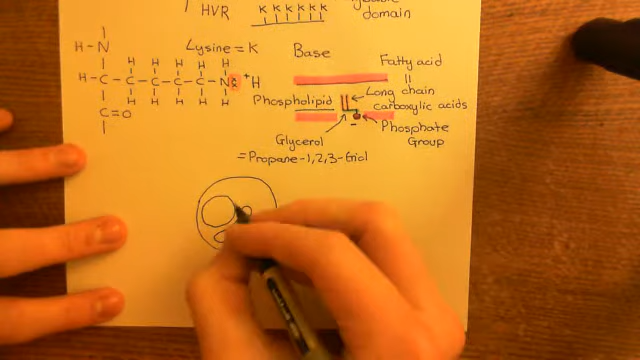 HVR
K K K K K K
domain
Lysine = K
Base
Fatty acid
=
Long chain
carboxylic acids
Phospholipid
Phosphate
Group
-
Glycerol
= Propane-1,2,3-triol
H-N
H H H H H
H-C-C-C-C-C-N +H
H H H H H
C=O